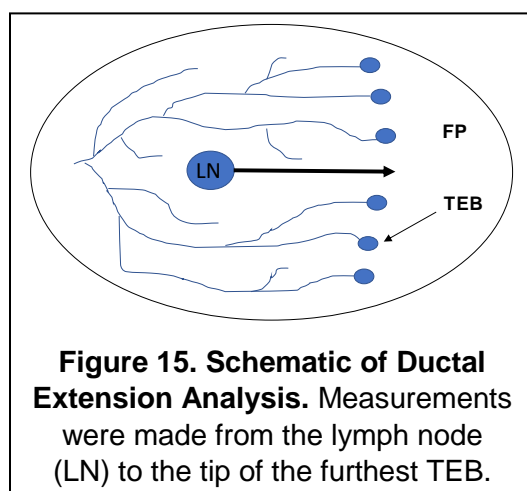 FP
LN
TEB
Figure 15. Schematic of Ductal
Extension Analysis. Measurements
were made from the lymph node
(LN) to the tip of the furthest TEB.